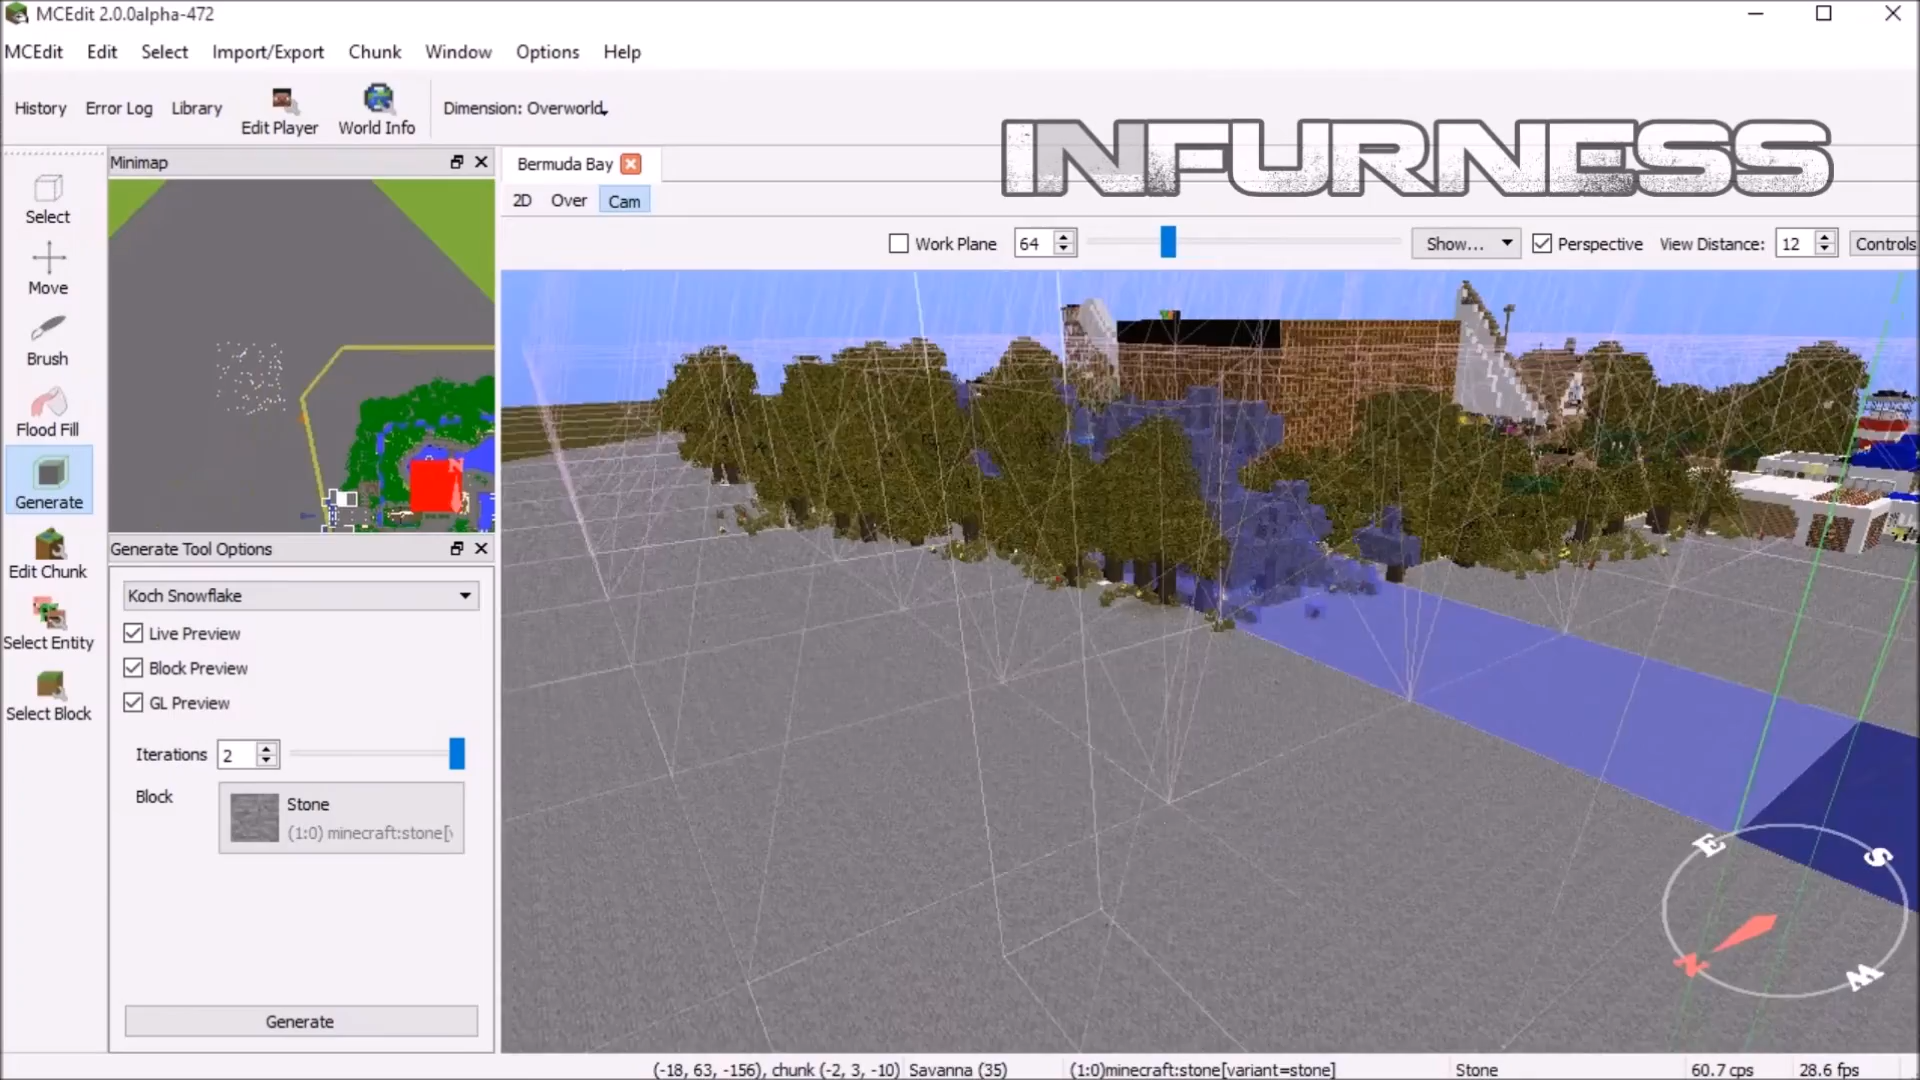 MCEdit 2.0.0alpha-472
MCEdit Edit Select Import/Export Chunk Window Options Help
History Error Log Library Edit Player World Info Dimension: Overworld
INFURNESS
Select
Move
Brush
Flood Fill
Generate
Edit Chunk
Select Entity
Select Block
Minimap
N
Generate Tool Options
Koch Snowflake
Live Preview
Block Preview
GL Preview
Iterations 2
Block
Stone
(1:0) minecraft:stone[
Generate
Bermuda Bay
2D Over Cam
Work Plane 64 Show... Perspective View Distance: 12 Controls
E
S
N
W
(-18, 63, -156), chunk (-2, 3, -10) Savanna (35) (1:0)minecraft:stone[variant=stone] Stone 60.7 cps 28.6 fps